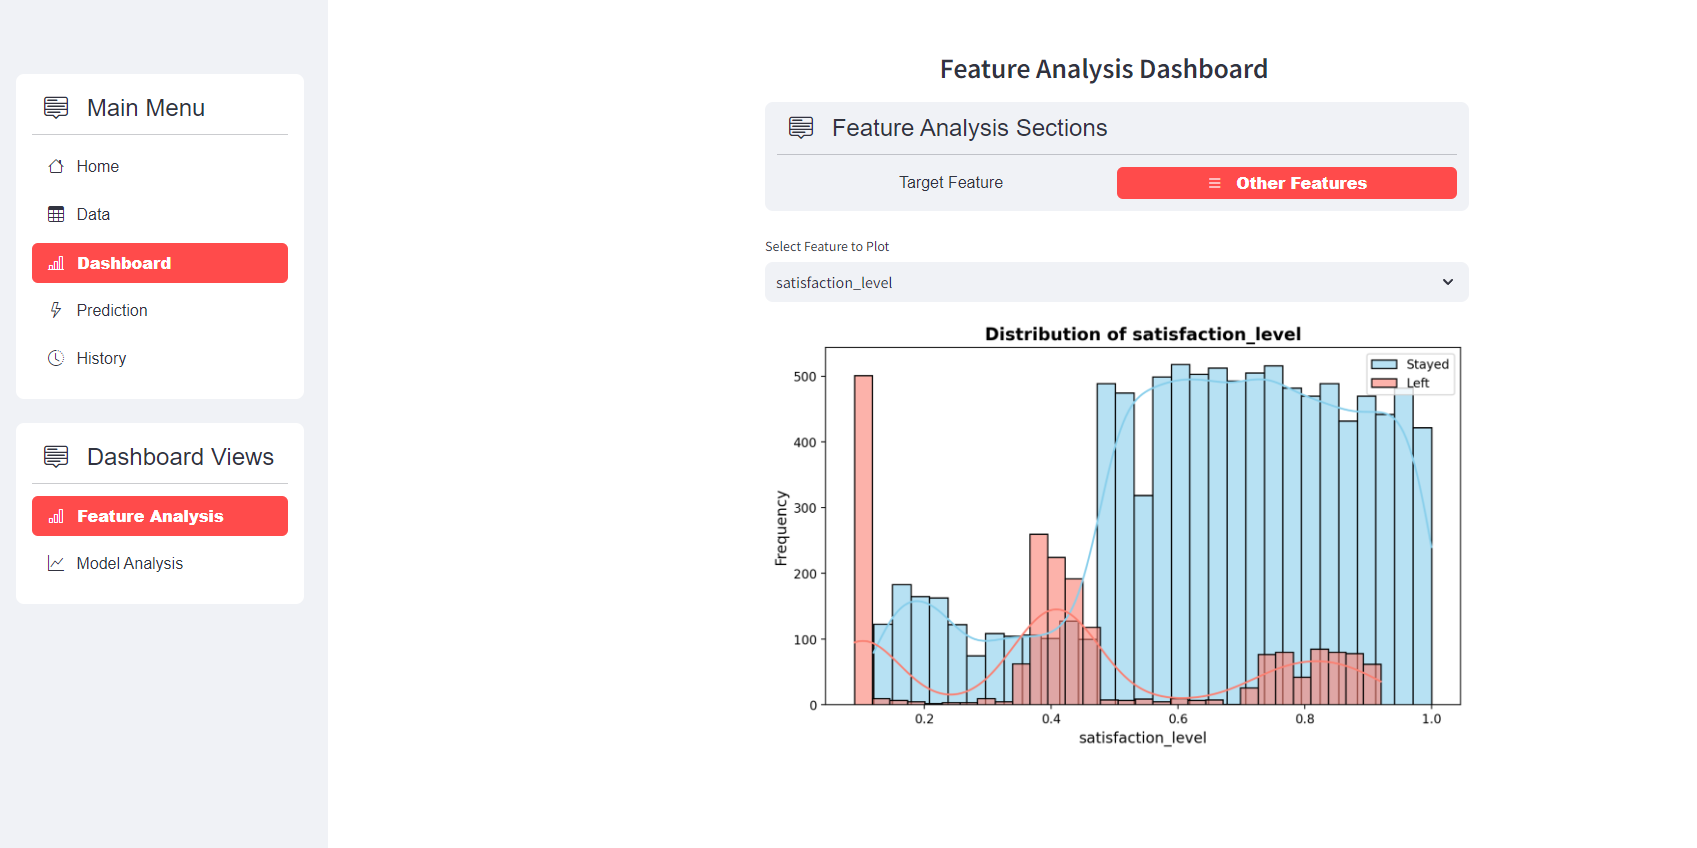 Main Menu
Home
Data
Dashboard
Prediction
History
Dashboard Views
Feature Analysis
Model Analysis
Feature Analysis Dashboard
Feature Analysis Sections
Target Feature
Other Features
Select Feature to Plot
satisfaction_level
Distribution of satisfaction_level
Stayed
Left
Frequency
500
400
300
200
100
0
0.2 0.4 0.6 0.8 1.0
satisfaction_level